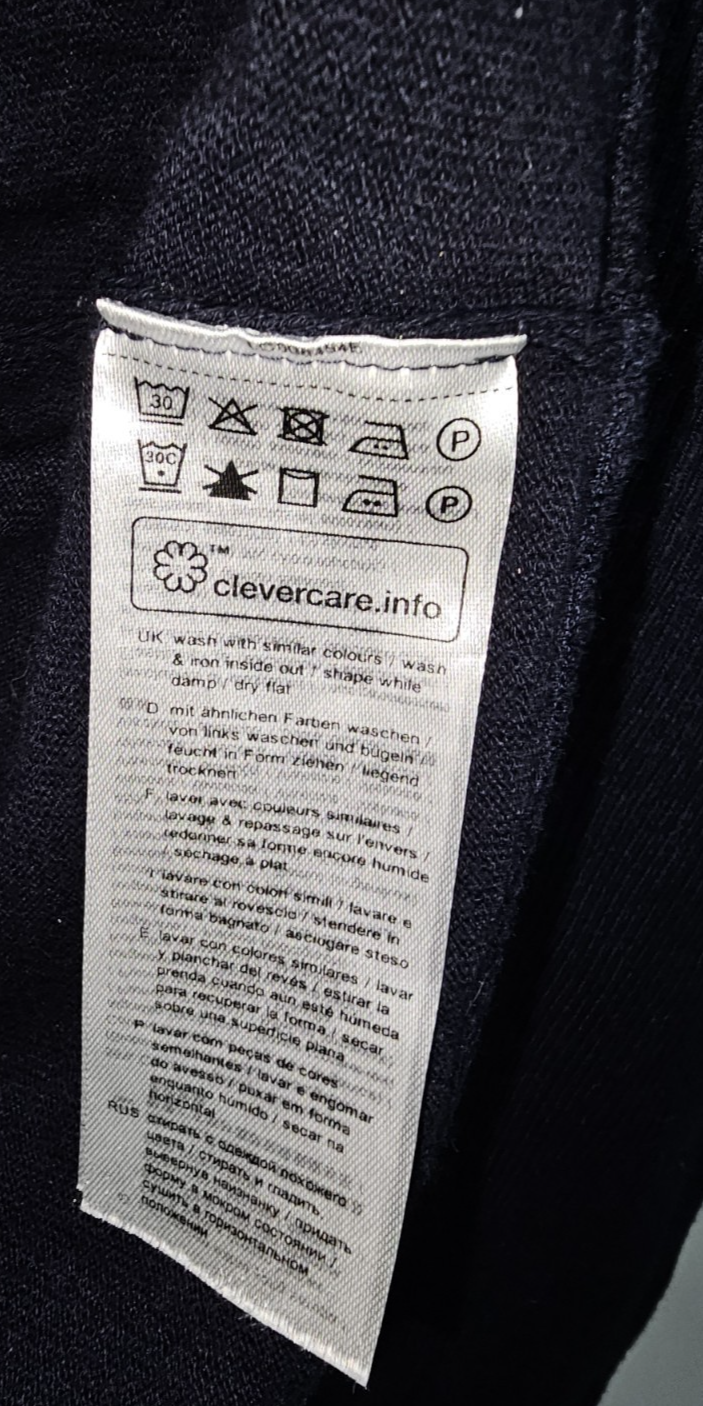 30
P
30C
P
™
clevercare.info
UK wash with similar colours / wash
& iron inside out / shape while
damp / dry flat
D mit ähnlichen Farben waschen /
von links waschen und bügeln /
feucht in Form ziehen / liegend
trocknen
F laver avec couleurs similaires /
lavage & repassage sur l'envers /
redonner sa forme encore humide
/ séchage à plat
I lavare con colori simili / lavare e
stirare al rovescio / stendere in
forma bagnato / asciugare steso
E lavar con colores similares / lavar
y planchar del revés / estirar la
prenda cuando aún esté húmeda
para recuperar la forma / secar
sobre una superficie plana
P lavar com peças de cores
semelhantes / lavar e engomar
do avesso / puxar em forma
enquanto húmido / secar na
horizontal
RUS стирать с одеждой похожего
цвета / стирать и гладить,
вывернув наизнанку / придать
форму в мокром состоянии /
сушить в горизонтальном
положении